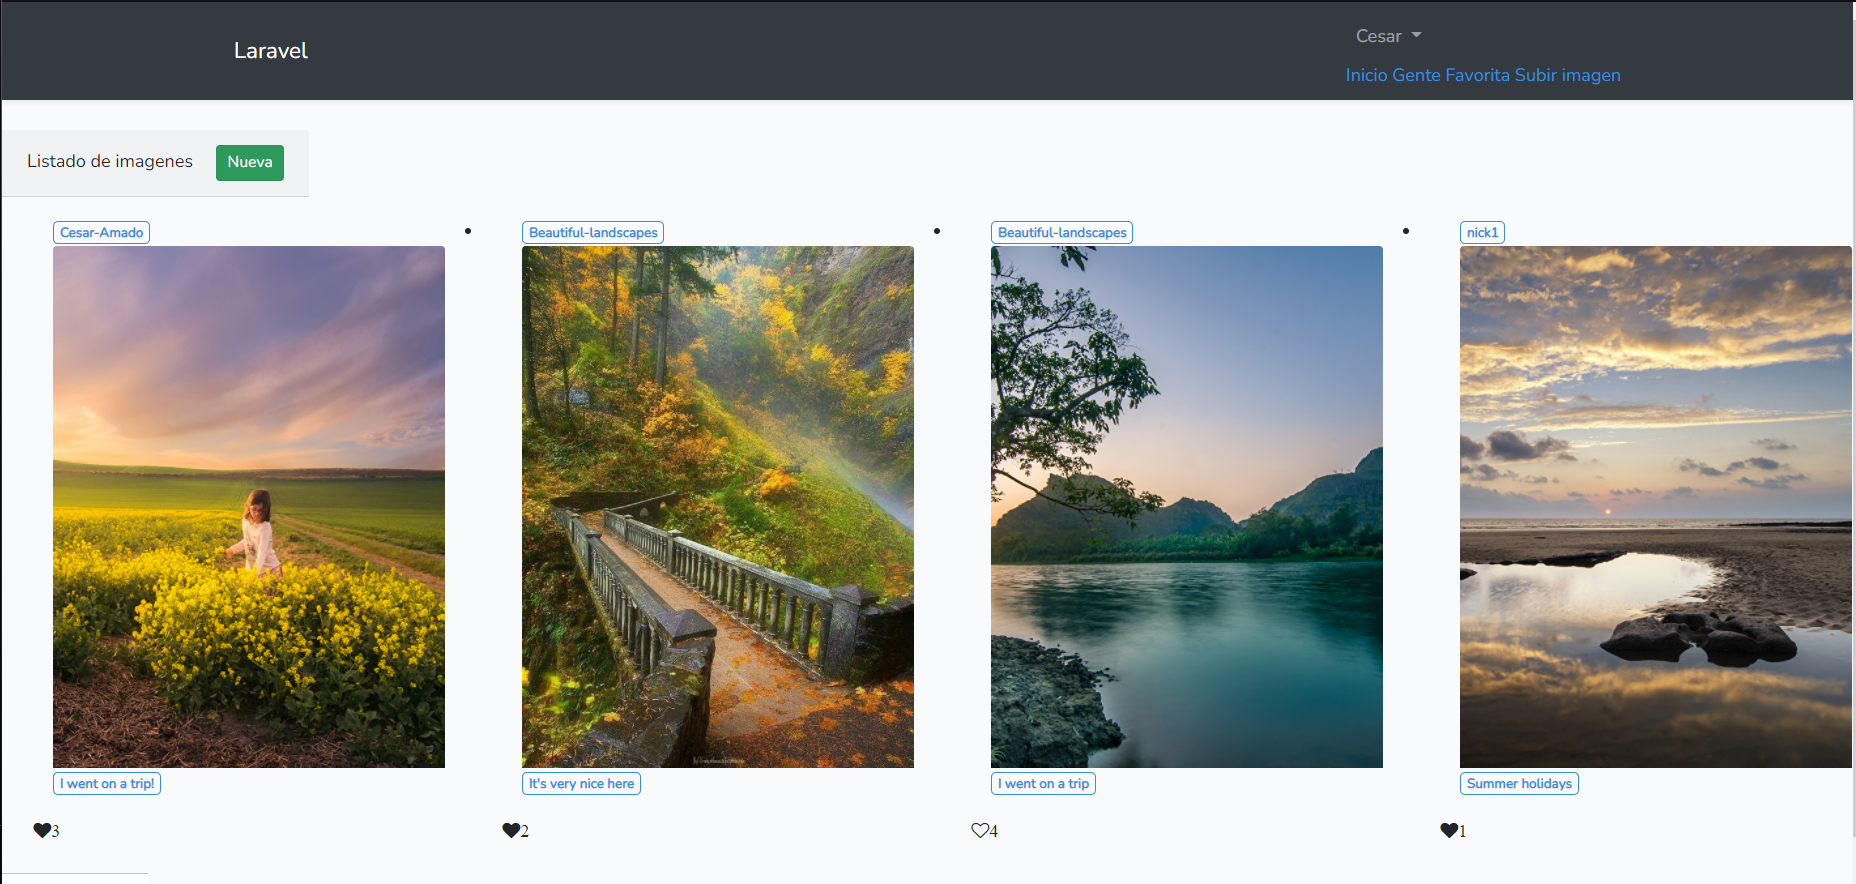 Laravel
Cesar
Inicio Gente Favorita Subir imagen
Listado de imagenes Nueva
Cesar-Amado
Beautiful-landscapes
Beautiful-landscapes
nick1
I went on a trip!
It's very nice here
I went on a trip
Summer holidays
3
2
4
1